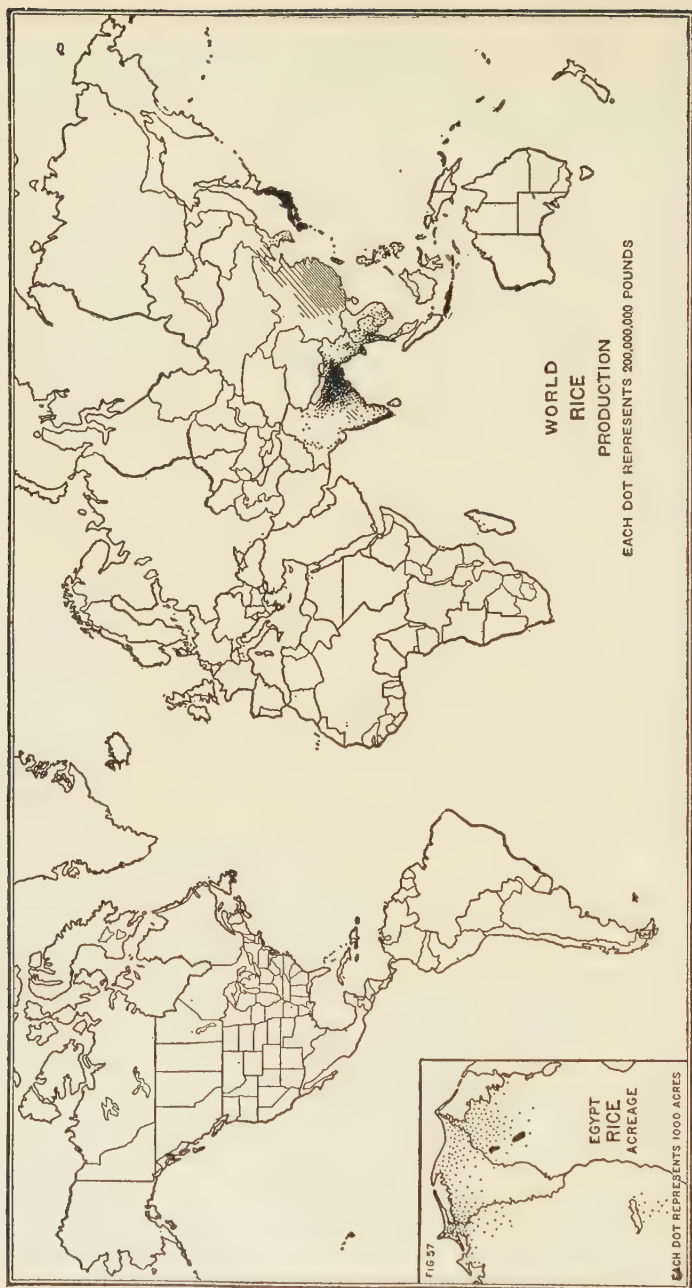 WORLD
RICE
PRODUCTION
EACH DOT REPRESENTS 200,000,000 POUNDS
FIG 57
EGYPT
RICE
ACREAGE
EACH DOT REPRESENTS 1000 ACRES